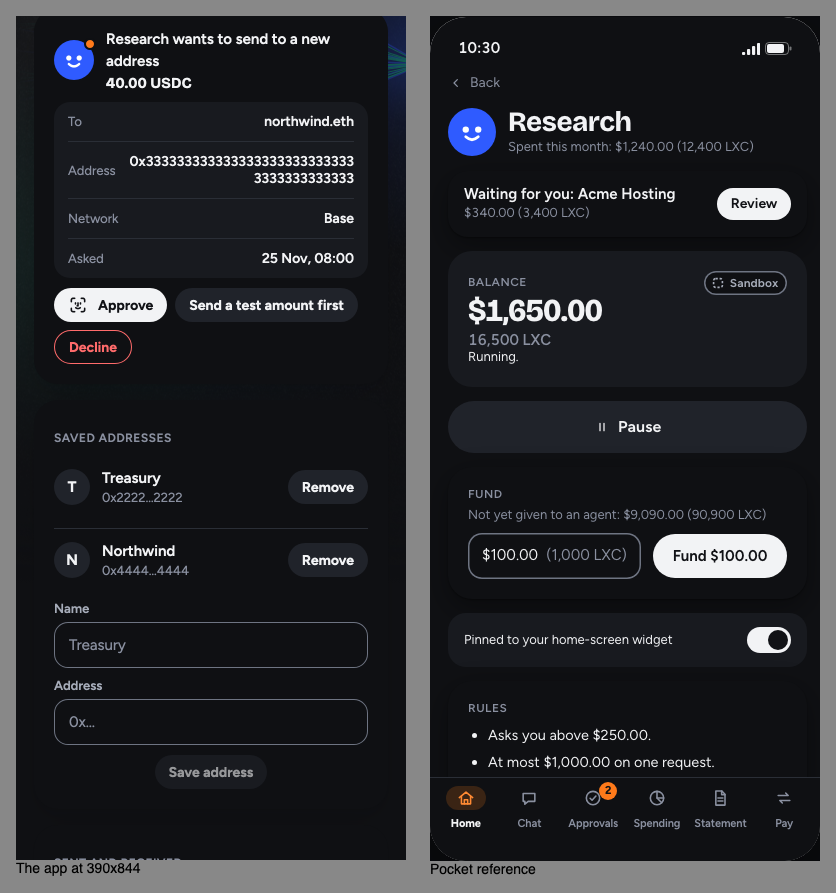 Research wants to send to a new
address
40.00 USDC
To northwind.eth
Address 0x333333333333333333333333333
3333333333333
Network Base
Asked 25 Nov, 08:00
Approve Send a test amount first
Decline
SAVED ADDRESSES
T Treasury Remove
0x2222...2222
N Northwind Remove
0x4444...4444
Name
Treasury
Address
0x...
Save address
The app at 390x844
10:30
Back
Research
Spent this month: $1,240.00 (12,400 LXC)
Waiting for you: Acme Hosting
$340.00 (3,400 LXC)
Review
BALANCE
Sandbox
$1,650.00
16,500 LXC
Running.
Pause
FUND
Not yet given to an agent: $9,090.00 (90,900 LXC)
$100.00 (1,000 LXC) Fund $100.00
Pinned to your home-screen widget
RULES
Asks you above $250.00.
At most $1,000.00 on one request.
2
Home Chat Approvals Spending Statement Pay
Pocket reference